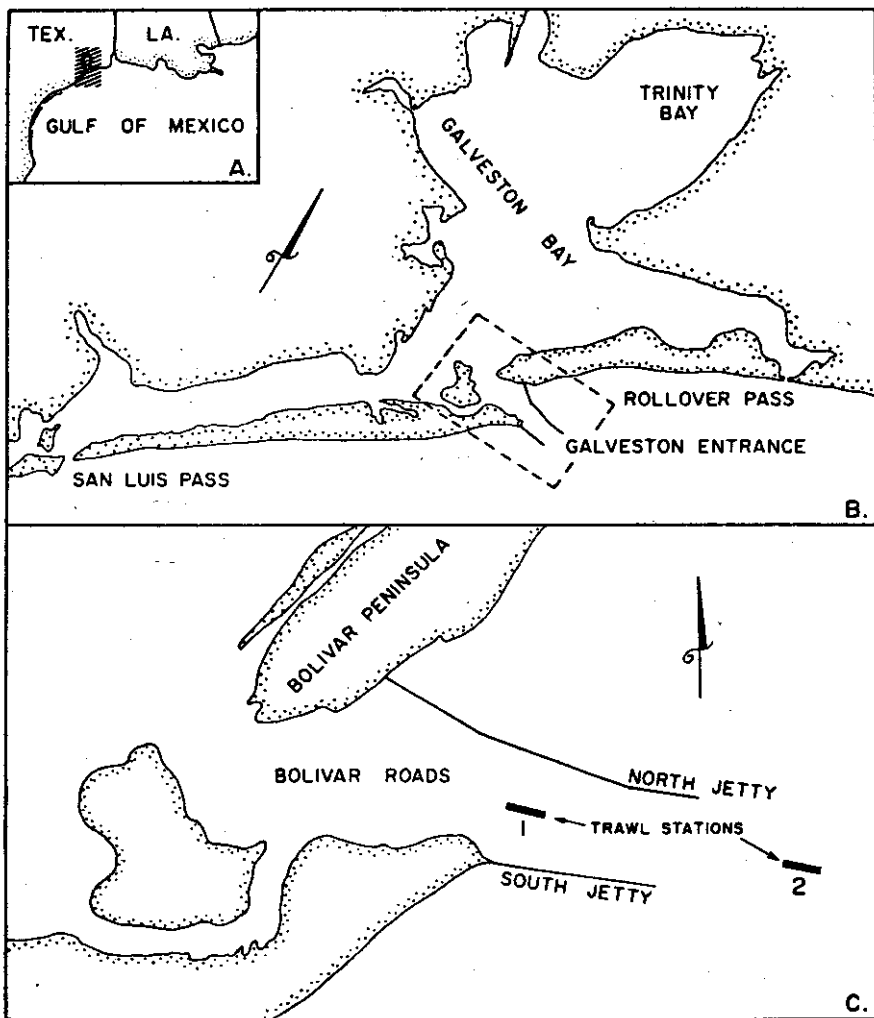 TEX.
LA.
GULF OF MEXICO
A.
TRINITY
BAY
GALVESTON BAY
ROLLOVER PASS
GALVESTON ENTRANCE
SAN LUIS PASS
B.
BOLIVAR PENINSULA
BOLIVAR ROADS
NORTH JETTY
1
TRAWL STATIONS
2
SOUTH JETTY
C.